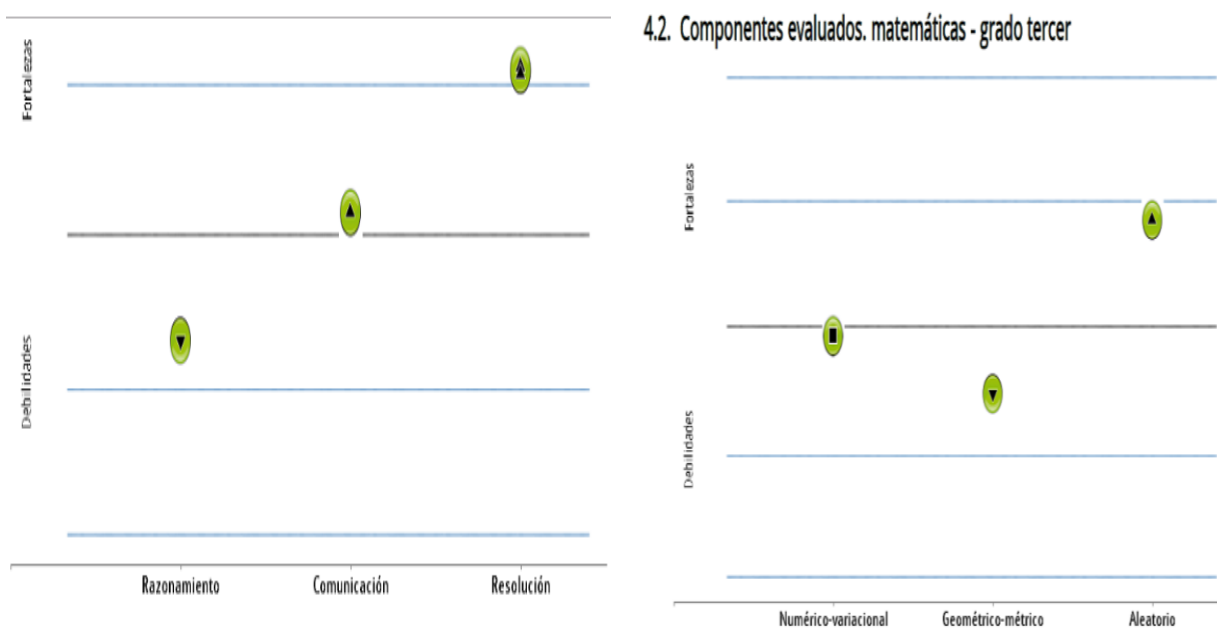 Fortalezas
Debilidades
Razonamiento
Comunicación
Resolución
4.2. Componentes evaluados. matemáticas - grado tercer
Fortalezas
Debilidades
Numérico-variacional
Geométrico-métrico
Aleatorio